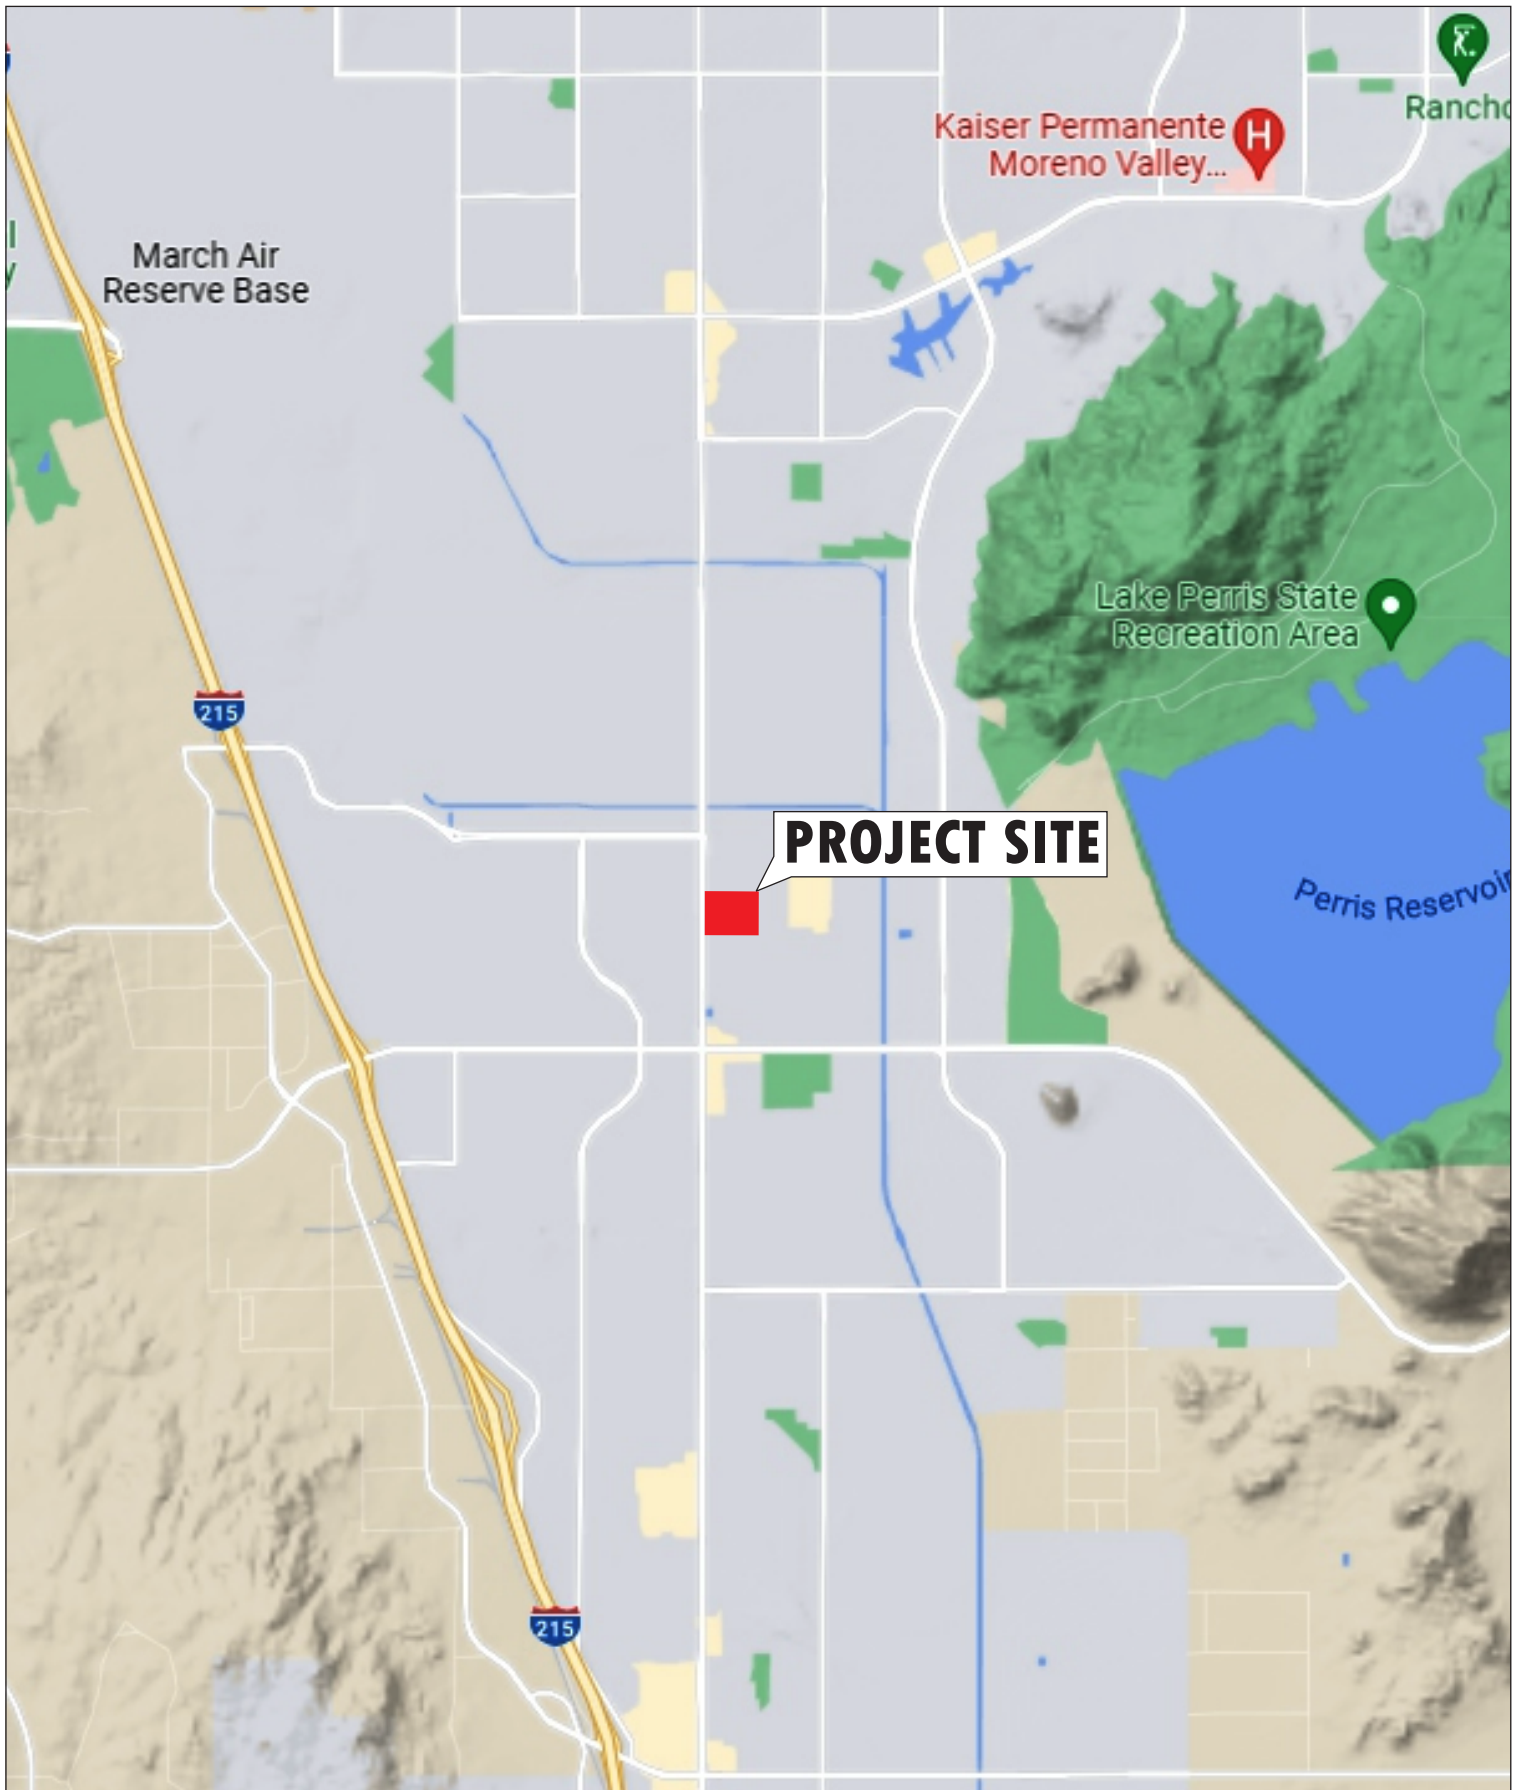 Rancho
Kaiser Permanente
Moreno Valley...
H
March Air
Reserve Base
Lake Perris State
Recreation Area
215
PROJECT SITE
Perris Reservoir
215